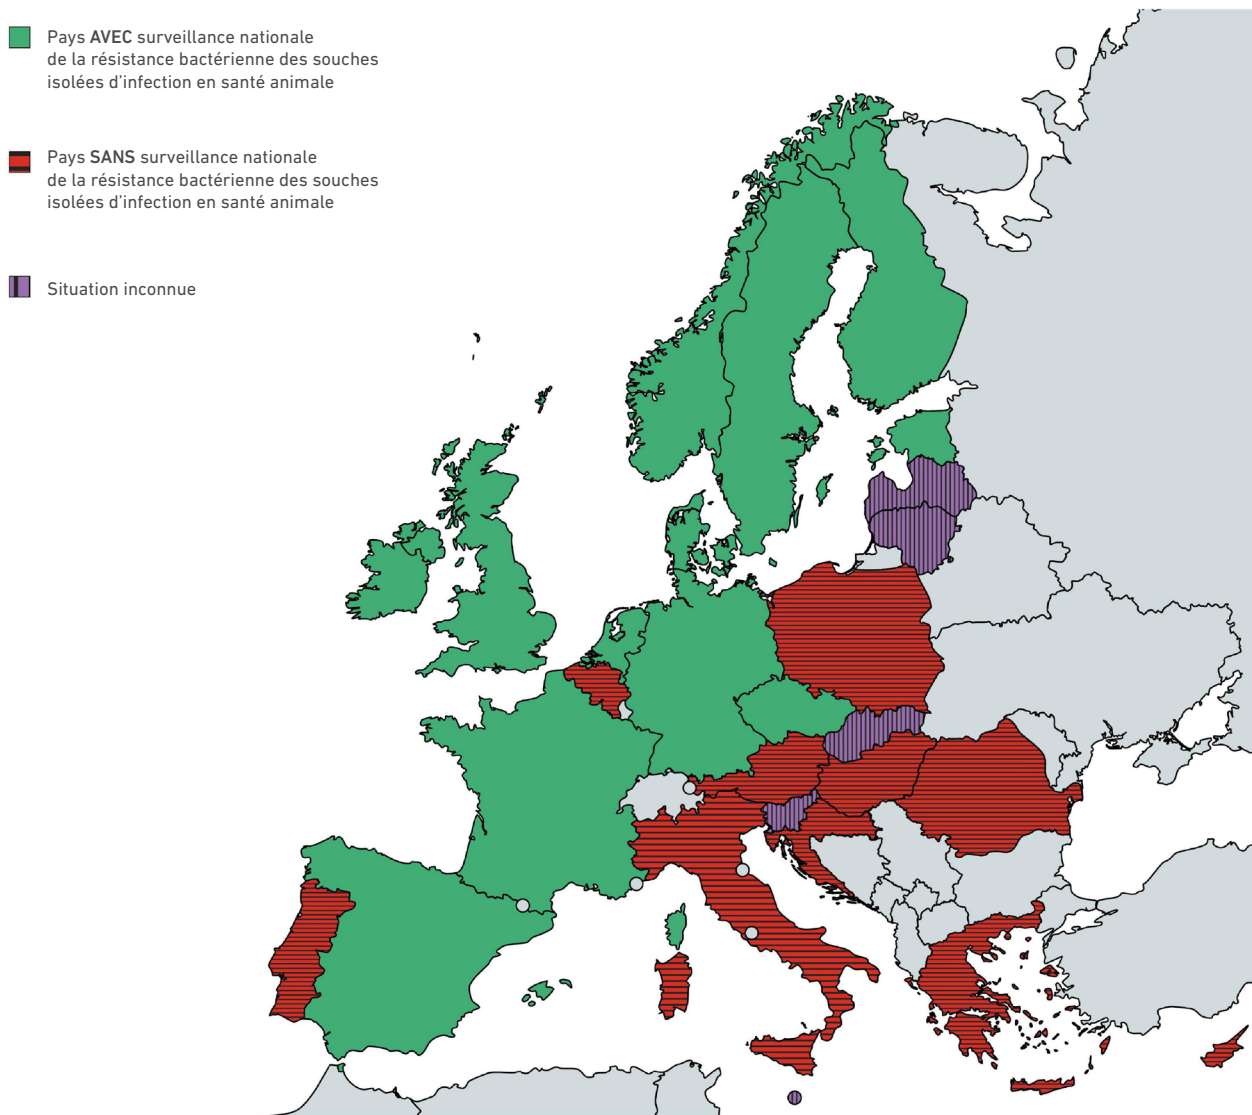 Pays AVEC surveillance nationale
de la résistance bactérienne des souches
isolées d’infection en santé animale
Pays SANS surveillance nationale
de la résistance bactérienne des souches
isolées d’infection en santé animale
Situation inconnue